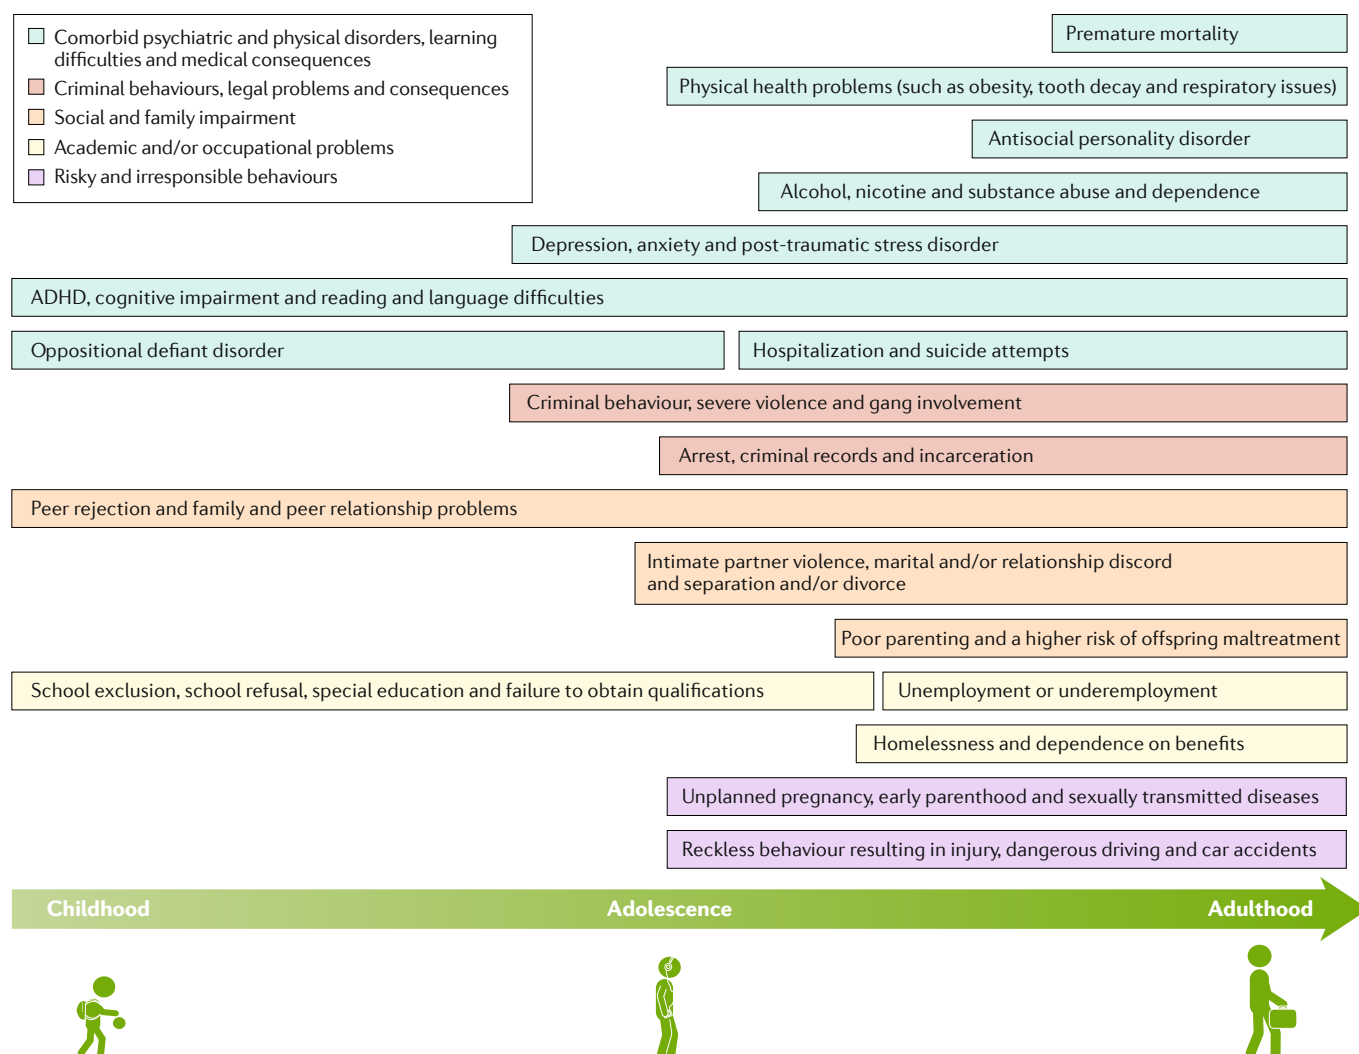 Comorbid psychiatric and physical disorders, learning
difficulties and medical consequences
Criminal behaviours, legal problems and consequences
Social and family impairment
Academic and/or occupational problems
Risky and irresponsible behaviours
Premature mortality
Physical health problems (such as obesity, tooth decay and respiratory issues)
Antisocial personality disorder
Alcohol, nicotine and substance abuse and dependence
Depression, anxiety and post-traumatic stress disorder
ADHD, cognitive impairment and reading and language difficulties
Oppositional defiant disorder
Hospitalization and suicide attempts
Criminal behaviour, severe violence and gang involvement
Arrest, criminal records and incarceration
Peer rejection and family and peer relationship problems
Intimate partner violence, marital and/or relationship discord
and separation and/or divorce
Poor parenting and a higher risk of offspring maltreatment
School exclusion, school refusal, special education and failure to obtain qualifications
Unemployment or underemployment
Homelessness and dependence on benefits
Unplanned pregnancy, early parenthood and sexually transmitted diseases
Reckless behaviour resulting in injury, dangerous driving and car accidents
Childhood
Adolescence
Adulthood